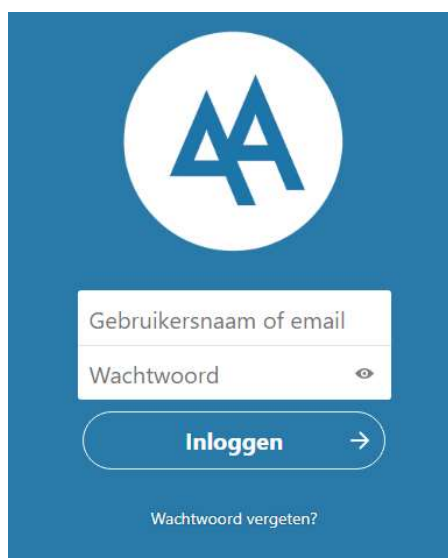 Gebruikersnaam of email
Wachtwoord
Inloggen
Wachtwoord vergeten?